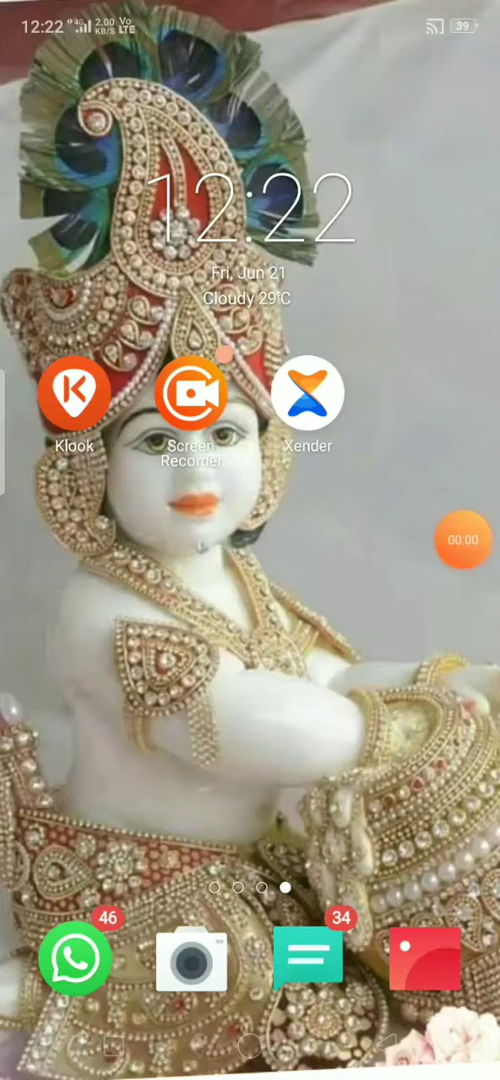 12:22 4G 2.00 KB/S Vo LTE 39
12:22
Fri, Jun 21
Cloudy 29°C
Klook
Screen
Recorder
Xender
00:00
46
34